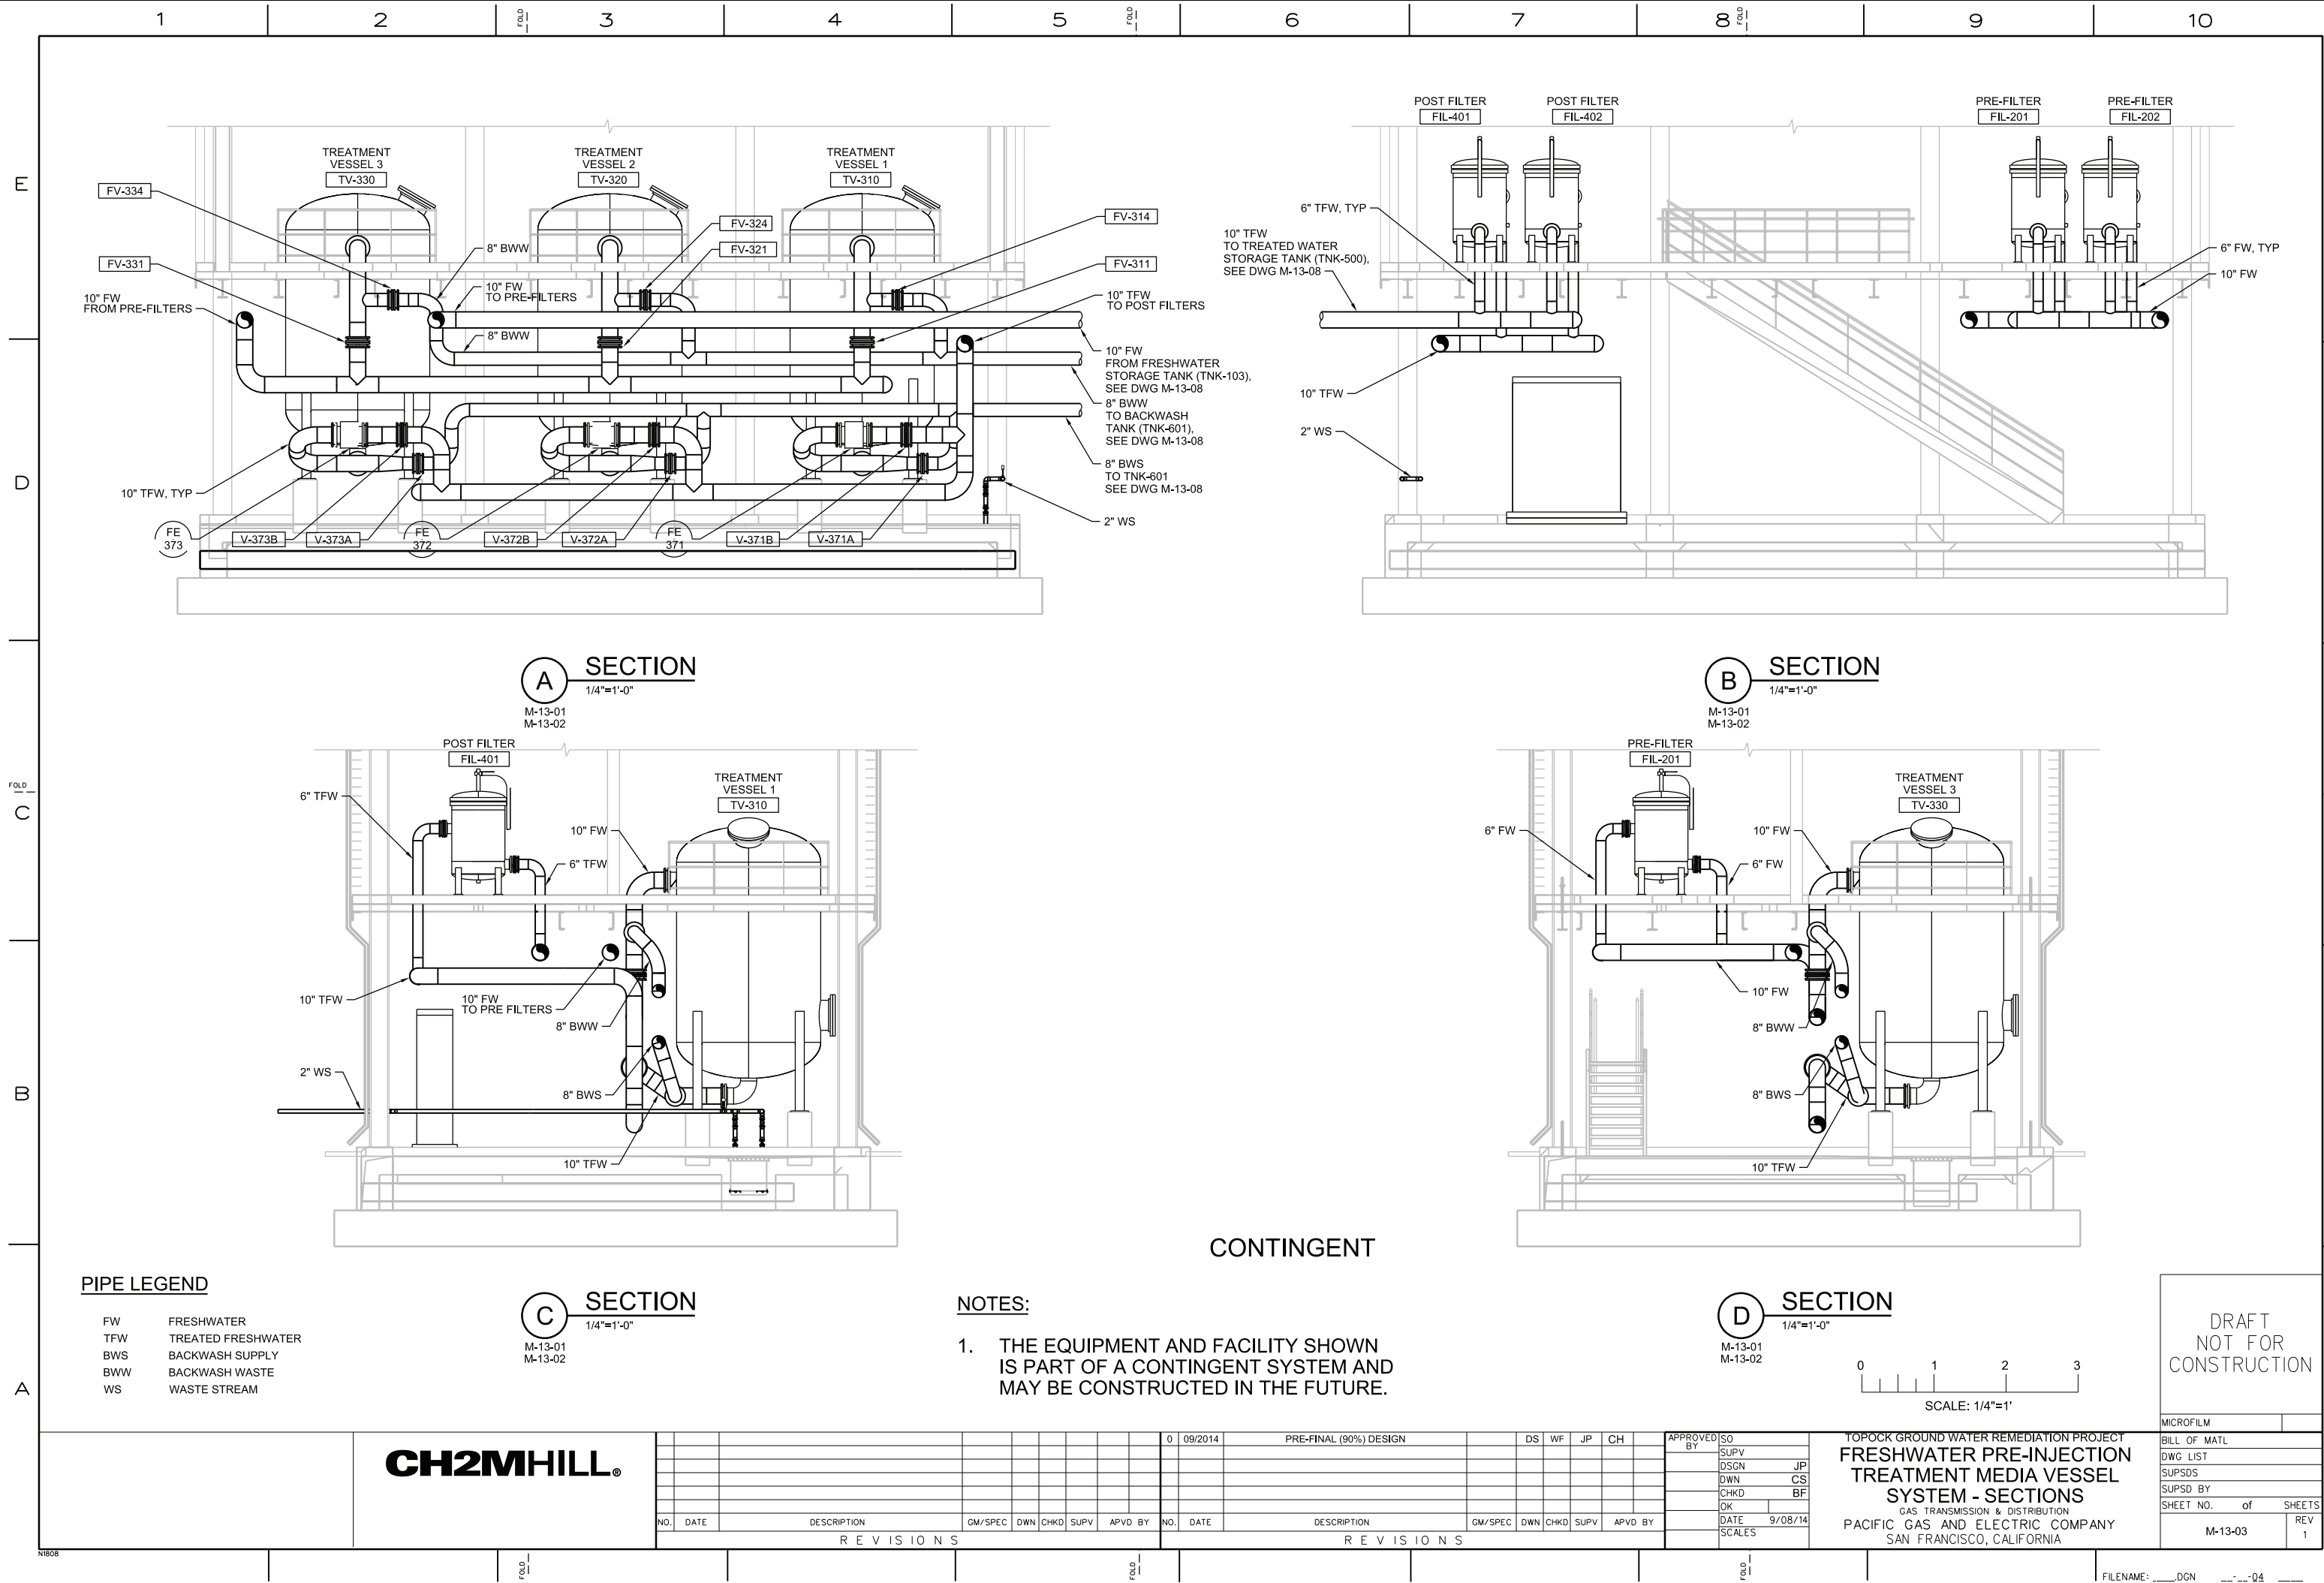 1 2 FOLD 3 4 5 FOLD 6 7 8 FOLD 9 10
E
D
FOLD
C
B
A
TREATMENT
VESSEL 3
TV-330
TREATMENT
VESSEL 2
TV-320
TREATMENT
VESSEL 1
TV-310
FV-334
FV-331
10" FW
FROM PRE-FILTERS
8" BWW
10" FW
TO PRE-FILTERS
8" BWW
FV-324
FV-321
FV-314
FV-311
10" TFW
TO POST FILTERS
10" FW
FROM FRESHWATER
STORAGE TANK (TNK-103),
SEE DWG M-13-08
8" BWW
TO BACKWASH
TANK (TNK-601),
SEE DWG M-13-08
8" BWS
TO TNK-601
SEE DWG M-13-08
2" WS
10" TFW, TYP
FE
373
V-373B
V-373A
FE
372
V-372B
V-372A
FE
371
V-371B
V-371A
A SECTION
1/4"=1'-0"
M-13-01
M-13-02
POST FILTER
FIL-401
POST FILTER
FIL-402
PRE-FILTER
FIL-201
PRE-FILTER
FIL-202
6" TFW, TYP
10" TFW
TO TREATED WATER
STORAGE TANK (TNK-500),
SEE DWG M-13-08
6" FW, TYP
10" FW
10" TFW
2" WS
B SECTION
1/4"=1'-0"
M-13-01
M-13-02
POST FILTER
FIL-401
TREATMENT
VESSEL 1
TV-310
6" TFW
10" FW
6" TFW
10" TFW
10" FW
TO PRE FILTERS
8" BWW
2" WS
8" BWS
10" TFW
C SECTION
1/4"=1'-0"
M-13-01
M-13-02
PRE-FILTER
FIL-201
TREATMENT
VESSEL 3
TV-330
6" FW
10" FW
6" FW
10" FW
8" BWW
8" BWS
10" TFW
D SECTION
1/4"=1'-0"
M-13-01
M-13-02
CONTINGENT
PIPE LEGEND
FW FRESHWATER
TFW TREATED FRESHWATER
BWS BACKWASH SUPPLY
BWW BACKWASH WASTE
WS WASTE STREAM
NOTES:
1. THE EQUIPMENT AND FACILITY SHOWN
IS PART OF A CONTINGENT SYSTEM AND
MAY BE CONSTRUCTED IN THE FUTURE.
0 1 2 3
SCALE: 1/4"=1'
DRAFT
NOT FOR
CONSTRUCTION
CH2MHILL®
NO. DATE DESCRIPTION GM/SPEC DWN CHKD SUPV APVD BY
REVISIONS
0 09/2014 PRE-FINAL (90%) DESIGN DS WF JP CH
NO. DATE DESCRIPTION GM/SPEC DWN CHKD SUPV APVD BY
REVISIONS
APPROVED BY
SO
SUPV
DSGN JP
DWN CS
CHKD BF
OK
DATE 9/08/14
SCALES
TOPOCK GROUND WATER REMEDIATION PROJECT
FRESHWATER PRE-INJECTION
TREATMENT MEDIA VESSEL
SYSTEM - SECTIONS
GAS TRANSMISSION & DISTRIBUTION
PACIFIC GAS AND ELECTRIC COMPANY
SAN FRANCISCO, CALIFORNIA
MICROFILM
BILL OF MATL
DWG LIST
SUPSDS
SUPSD BY
SHEET NO. of SHEETS
M-13-03
REV
1
N1808
FOLD FOLD FOLD
FILENAME: ____.DGN __-__-04